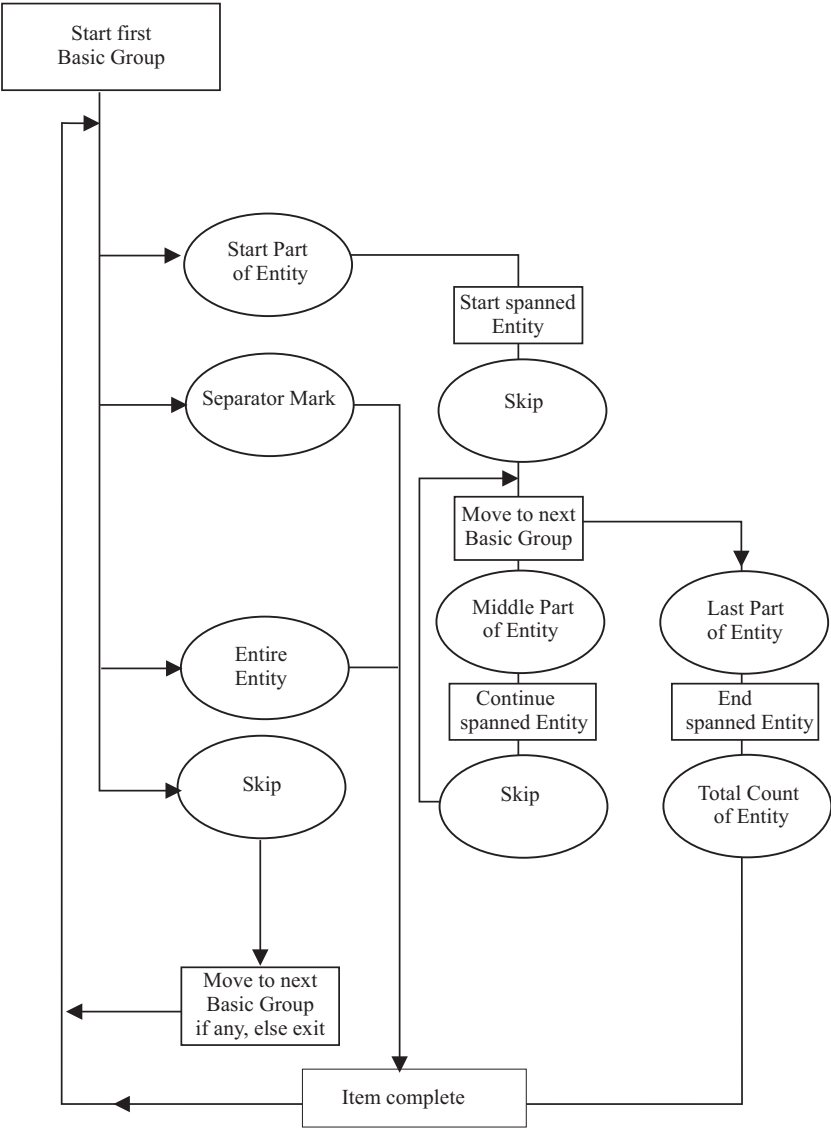 Start first
Basic Group
Start Part
of Entity
Start spanned
Entity
Separator Mark
Skip
Move to next
Basic Group
Middle Part
of Entity
Last Part
of Entity
Entire
Entity
Continue
spanned Entity
End
spanned Entity
Skip
Skip
Total Count
of Entity
Move to next
Basic Group
if any, else exit
Item complete